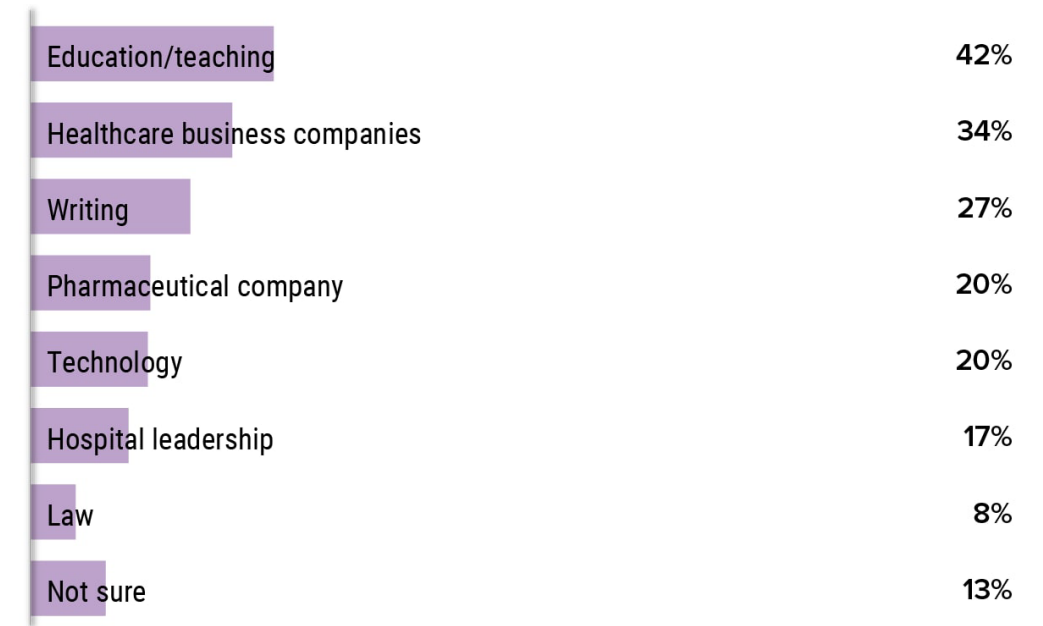 Education/teaching 42%
Healthcare business companies 34%
Writing 27%
Pharmaceutical company 20%
Technology 20%
Hospital leadership 17%
Law 8%
Not sure 13%